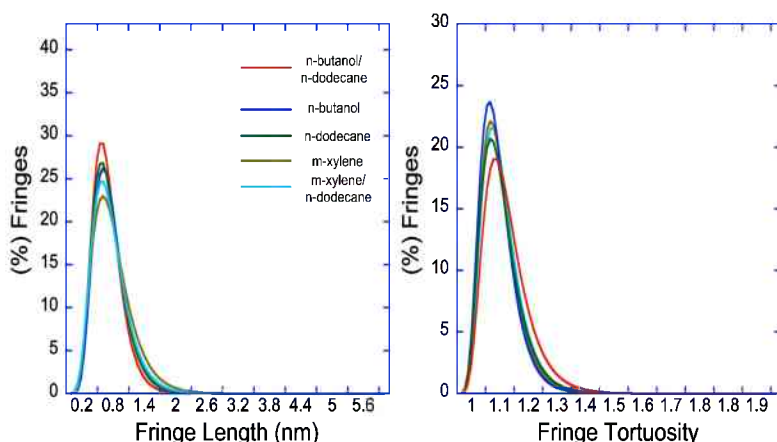 40
35
30
25
20
15
10
5
0
(%) Fringes
n-butanol/
n-dodecane
n-butanol
n-dodecane
m-xylene
m-xylene/
n-dodecane
0.2 0.8 1.4 2 2.6 3.2 3.8 4.4 5 5.6
Fringe Length (nm)
30
25
20
15
10
5
0
(%) Fringes
1 1.1 1.2 1.3 1.4 1.5 1.6 1.7 1.8 1.9
Fringe Tortuosity